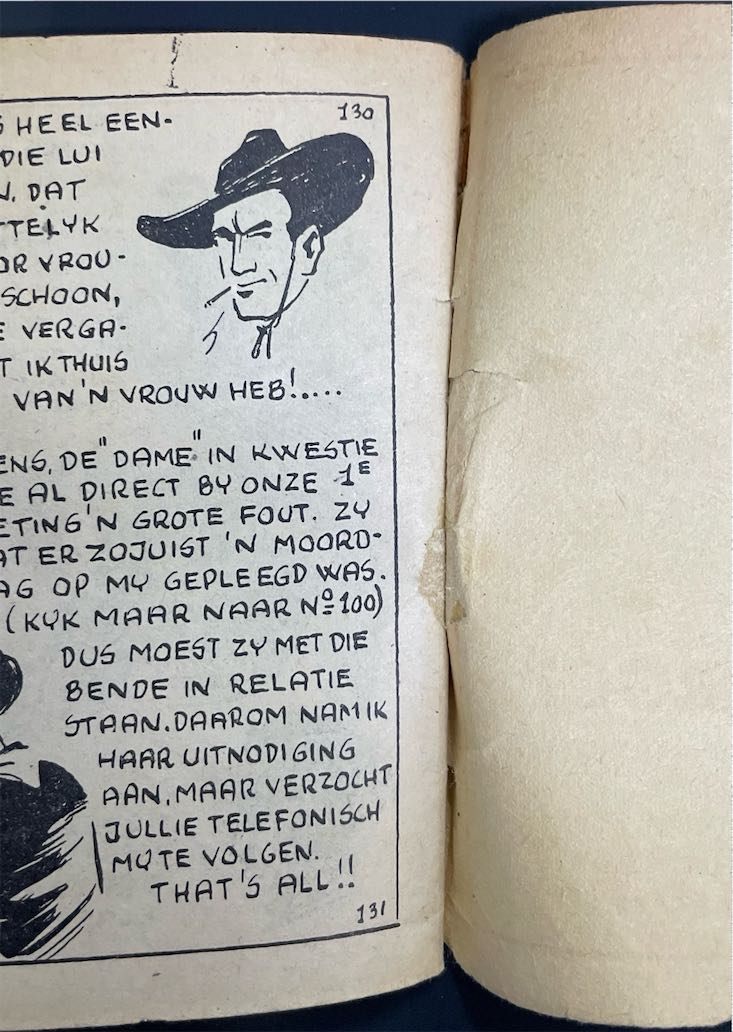 130
S HEEL EEN-
DIE LUI
N. DAT
TTELYK
OR VROU-
SCHOON,
E VERGA-
T IK THUIS
VAN 'N VROUW HEB!.....
ENS, DE "DAME" IN KWESTIE
E AL DIRECT BY ONZE 1E
ETING 'N GROTE FOUT. ZY
AT ER ZOJUIST 'N MOORD-
AG OP MY GEPLEEGD WAS.
(KYK MAAR NAAR Nº 100)
DUS MOEST ZY MET DIE
BENDE IN RELATIE
STAAN. DAAROM NAM IK
HAAR UITNODIGING
AAN, MAAR VERZOCHT
JULLIE TELEFONISCH
MY TE VOLGEN.
THAT'S ALL!!
131